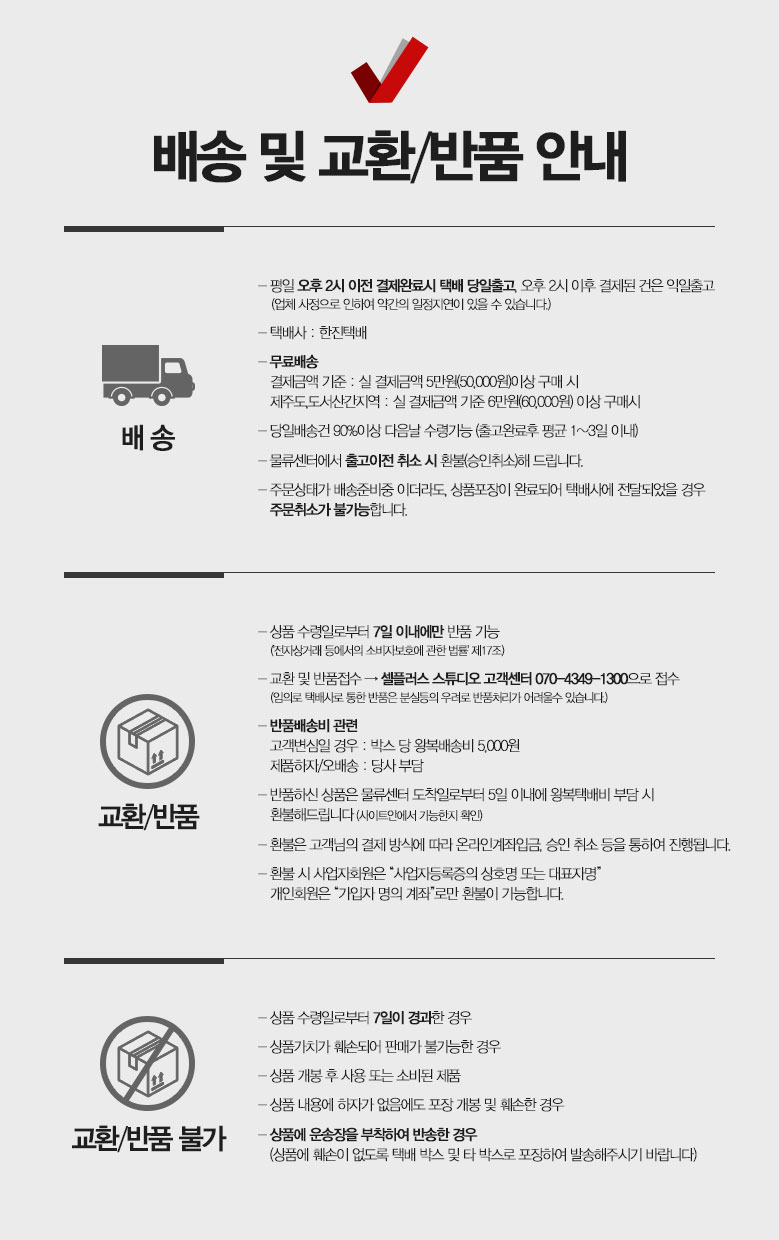 배송 및 교환/반품 안내
– 평일 오후 2시 이전 결제완료시 택배 당일출고, 오후 2시 이후 결제된 건은 익일출고
(업체 사정으로 인하여 약간의 일정지연이 있을 수 있습니다.)
– 택배사 : 한진택배
– 무료배송
결제금액 기준 : 실 결제금액 5만원(50,000원)이상 구매 시
제주도,도서산간지역 : 실 결제금액 기준 6만원(60,000원) 이상 구매시
– 당일배송건 90%이상 다음날 수령가능 (출고완료후 평균 1~3일 이내)
– 물류센터에서 출고이전 취소 시 환불(승인취소)해 드립니다.
– 주문상태가 배송준비중 이더라도, 상품포장이 완료되어 택배사에 전달되었을 경우
주문취소가 불가능합니다.
배 송
– 상품 수령일로부터 7일 이내에만 반품 가능
('전자상거래 등에서의 소비자보호에 관한 법률' 제17조)
– 교환 및 반품접수 → 셀플러스 스튜디오 고객센터 070-4349-1300으로 접수
(임의로 택배사로 통한 반품은 분실등의 우려로 반품처리가 어려울수 있습니다.)
– 반품배송비 관련
고객변심일 경우 : 박스 당 왕복배송비 5,000원
제품하자/오배송 : 당사 부담
– 반품하신 상품은 물류센터 도착일로부터 5일 이내에 왕복택배비 부담 시
환불해드립니다 (사이트안에서 가능한지 확인)
– 환불은 고객님의 결제 방식에 따라 온라인계좌입금, 승인 취소 등을 통하여 진행됩니다.
– 환불 시 사업자회원은 “사업자등록증의 상호명 또는 대표자명”
개인회원은 “가입자 명의 계좌”로만 환불이 가능합니다.
교환/반품
– 상품 수령일로부터 7일이 경과한 경우
– 상품가치가 훼손되어 판매가 불가능한 경우
– 상품 개봉 후 사용 또는 소비된 제품
– 상품 내용에 하자가 없음에도 포장 개봉 및 훼손한 경우
– 상품에 운송장을 부착하여 반송한 경우
(상품에 훼손이 없도록 택배 박스 및 타 박스로 포장하여 발송해주시기 바랍니다)
교환/반품 불가